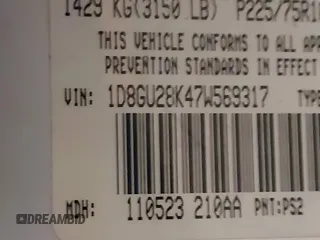 1429 KG(3150 LB) P225/75R1
THIS VEHICLE CONFORMS TO ALL
PREVENTION STANDARDS IN EFFECT
VIN: 1D8GU28K47W569317 TYPE
MDH: 110523 210AA PNT:PS2
DREAMBID